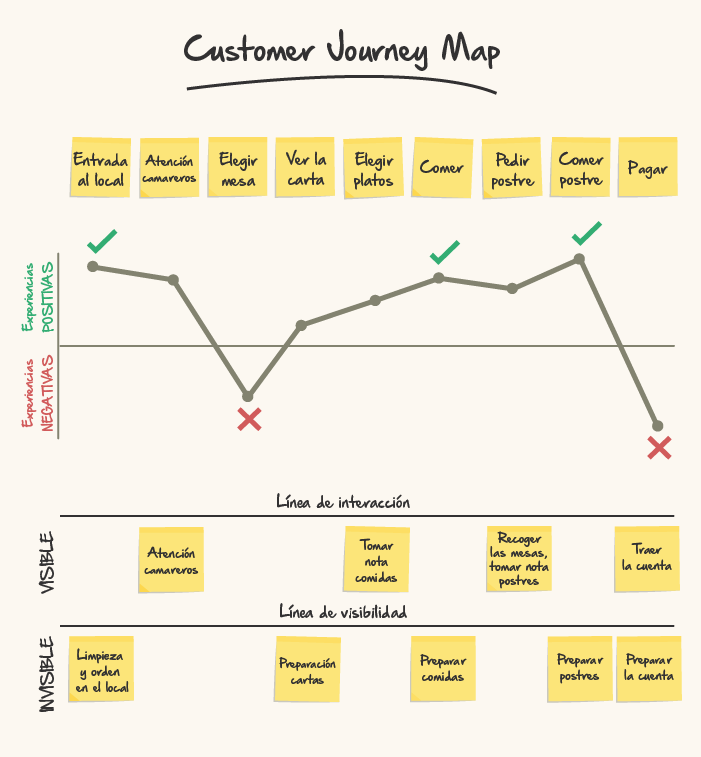 Customer Journey Map
Entrada
al local
Atención
camareros
Elegir
mesa
Ver la
carta
Elegir
platos
Comer
Pedir
postre
Comer
postre
Pagar
Experiencias
POSITIVAS
Experiencias
NEGATIVAS
Línea de interacción
VISIBLE
Atención
camareros
Tomar
nota
comidas
Recoger
las mesas,
tomar nota
postres
Traer
la cuenta
Línea de visibilidad
INVISIBLE
Limpieza
y orden
en el local
Preparación
cartas
Preparar
comidas
Preparar
postres
Preparar
la cuenta